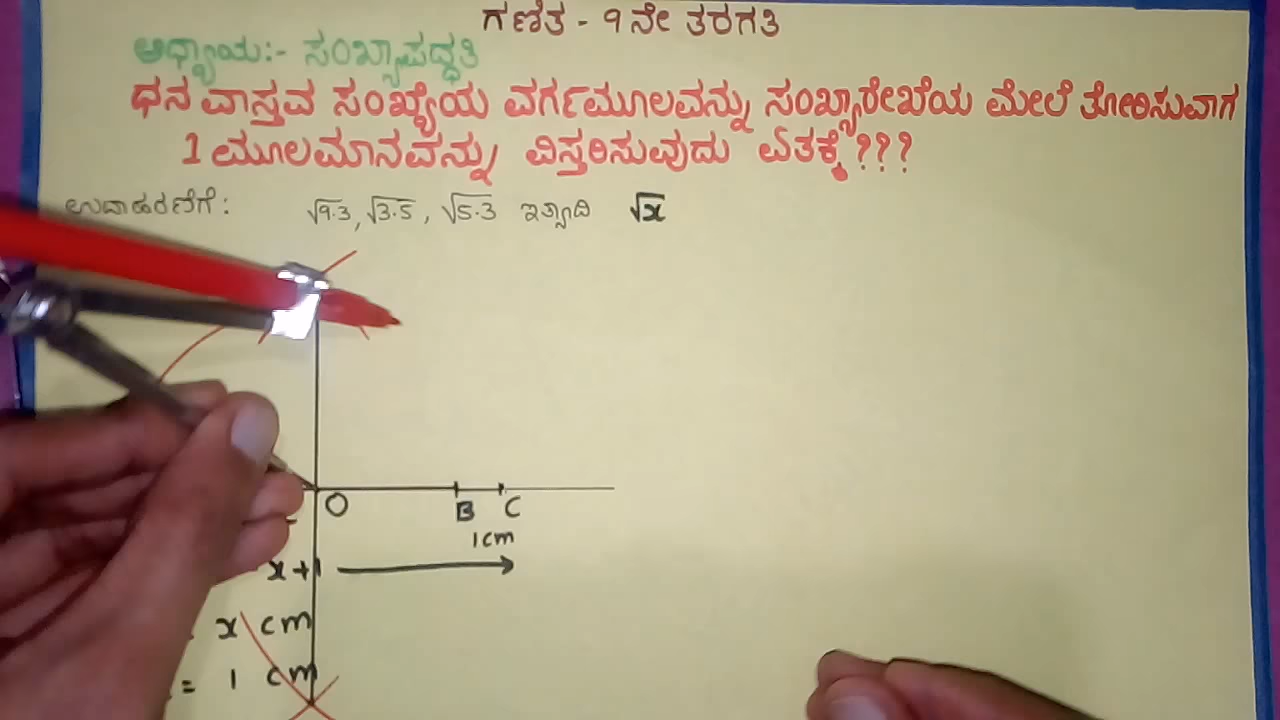 ಗಣಿತ - ೧ನೇ ತರಗತಿ
ಅಧ್ಯಾಯ:- ಸಂಖ್ಯಾಪದ್ಧತಿ
ಧನ ವಾಸ್ತವ ಸಂಖ್ಯೆಯ ವರ್ಗಮೂಲವನ್ನು ಸಂಖ್ಯಾರೇಖೆಯ ಮೇಲೆ ತೋರಿಸುವಾಗ
1 ಮೂಲಮಾನವನ್ನು ವಿಸ್ತರಿಸುವುದು ಏತಕ್ಕೆ???
ಉದಾಹರಣೆಗೆ: √9.3, √3.5, √5.3 ಇತ್ಯಾದಿ √x
O B C
1cm
x+1
x cm
= 1 cm